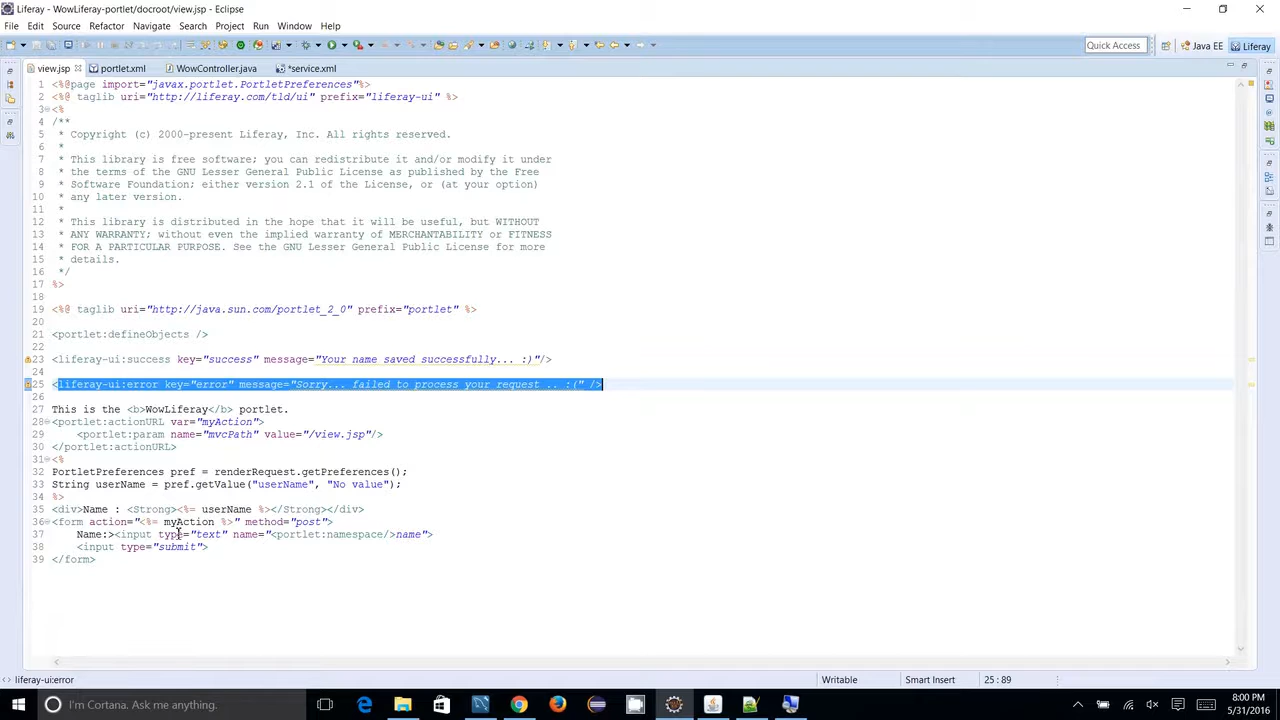 Liferay - WowLiferay-portlet/docroot/view.jsp - Eclipse
File Edit Source Refactor Navigate Search Project Run Window Help
Quick Access Java EE Liferay
view.jsp portlet.xml WowController.java *service.xml
1 <%@page import="javax.portlet.PortletPreferences"%>
2 <%@ taglib uri="http://liferay.com/tld/ui" prefix="liferay-ui" %>
3 <%
4 /**
5 * Copyright (c) 2000-present Liferay, Inc. All rights reserved.
6 *
7 * This library is free software; you can redistribute it and/or modify it under
8 * the terms of the GNU Lesser General Public License as published by the Free
9 * Software Foundation; either version 2.1 of the License, or (at your option)
10 * any later version.
11 *
12 * This library is distributed in the hope that it will be useful, but WITHOUT
13 * ANY WARRANTY; without even the implied warranty of MERCHANTABILITY or FITNESS
14 * FOR A PARTICULAR PURPOSE. See the GNU Lesser General Public License for more
15 * details.
16 */
17 %>
18
19 <%@ taglib uri="http://java.sun.com/portlet_2_0" prefix="portlet" %>
20
21 <portlet:defineObjects />
22
23 <liferay-ui:success key="success" message="Your name saved successfully... :)"/>
24
25 <liferay-ui:error key="error" message="Sorry... failed to process your request .. :(" />
26
27 This is the <b>WowLiferay</b> portlet.
28 <portlet:actionURL var="myAction">
29 <portlet:param name="mvcPath" value="/view.jsp"/>
30 </portlet:actionURL>
31 <%
32 PortletPreferences pref = renderRequest.getPreferences();
33 String userName = pref.getValue("userName", "No value");
34 %>
35 <div>Name : <Strong><%= userName %></Strong></div>
36 <form action="<%= myAction %>" method="post">
37 Name:><input type="text" name="<portlet:namespace/>name">
38 <input type="submit">
39 </form>
liferay-ui:error Writable Smart Insert 25 : 89
I'm Cortana. Ask me anything. 8:00 PM
5/31/2016